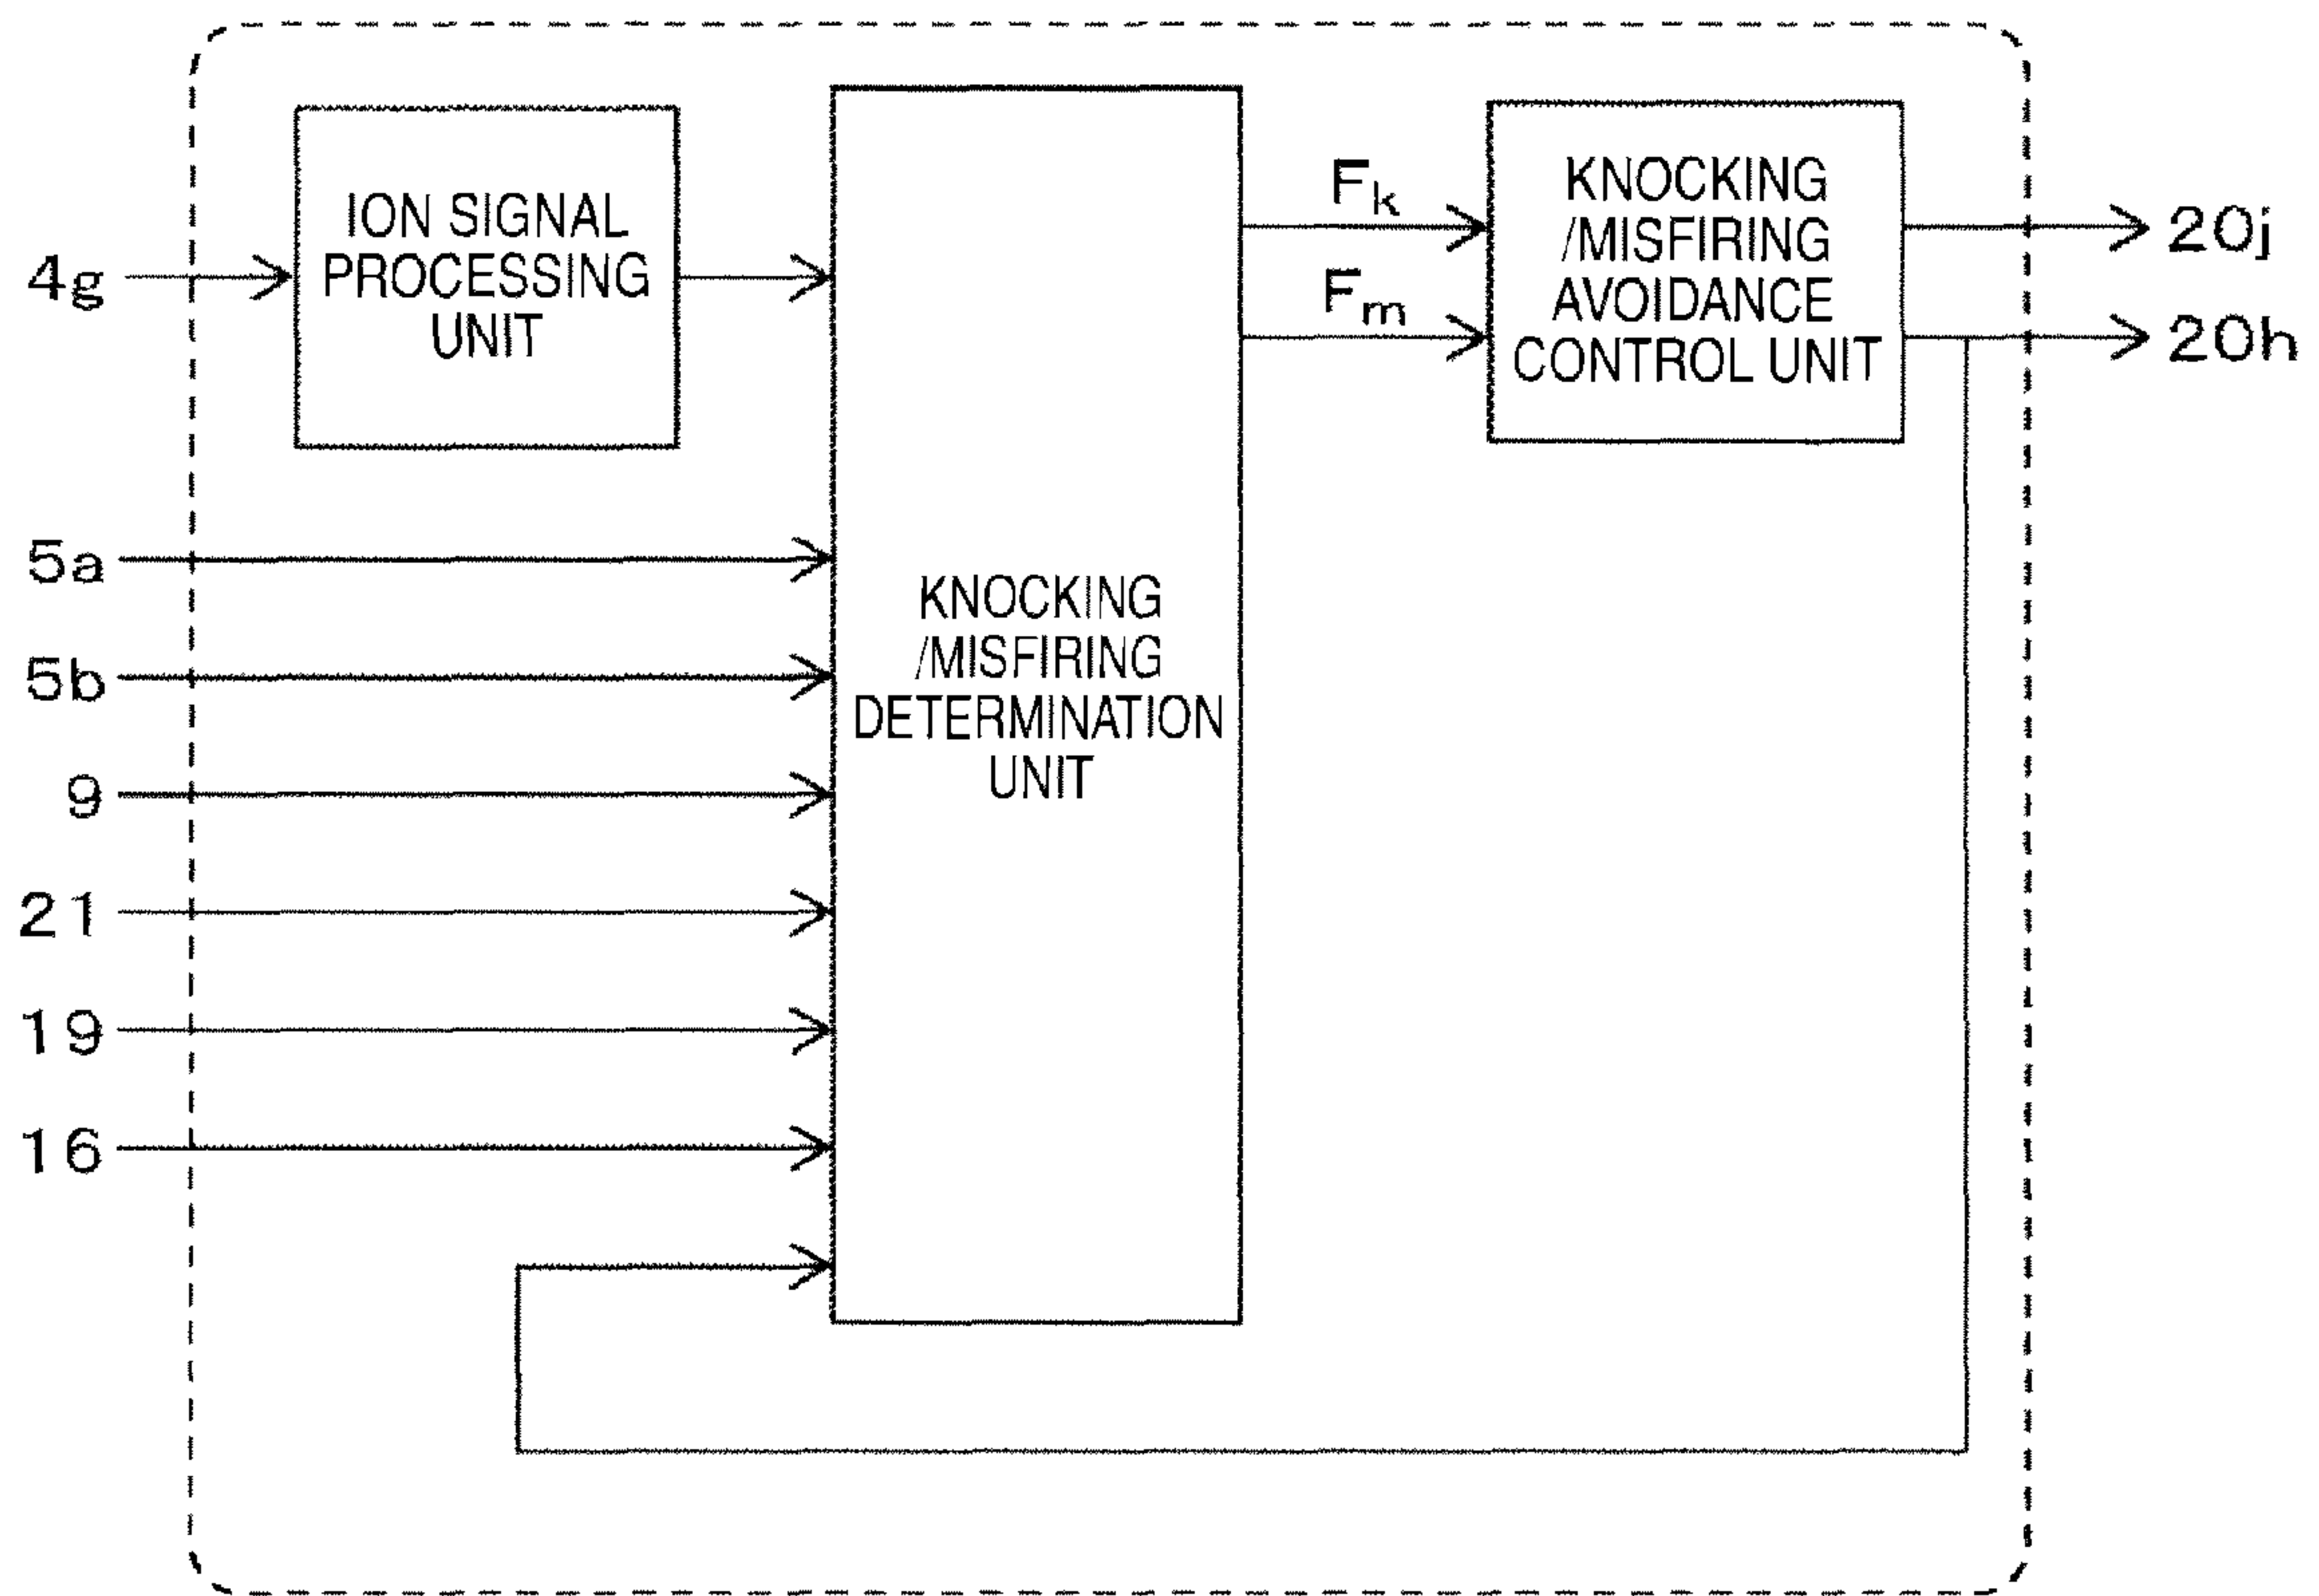 4g
ION SIGNAL
PROCESSING
UNIT
Fk
Fm
KNOCKING
/MISFIRING
AVOIDANCE
CONTROL UNIT
20j
20h
5a
5b
9
21
19
16
KNOCKING
/MISFIRING
DETERMINATION
UNIT